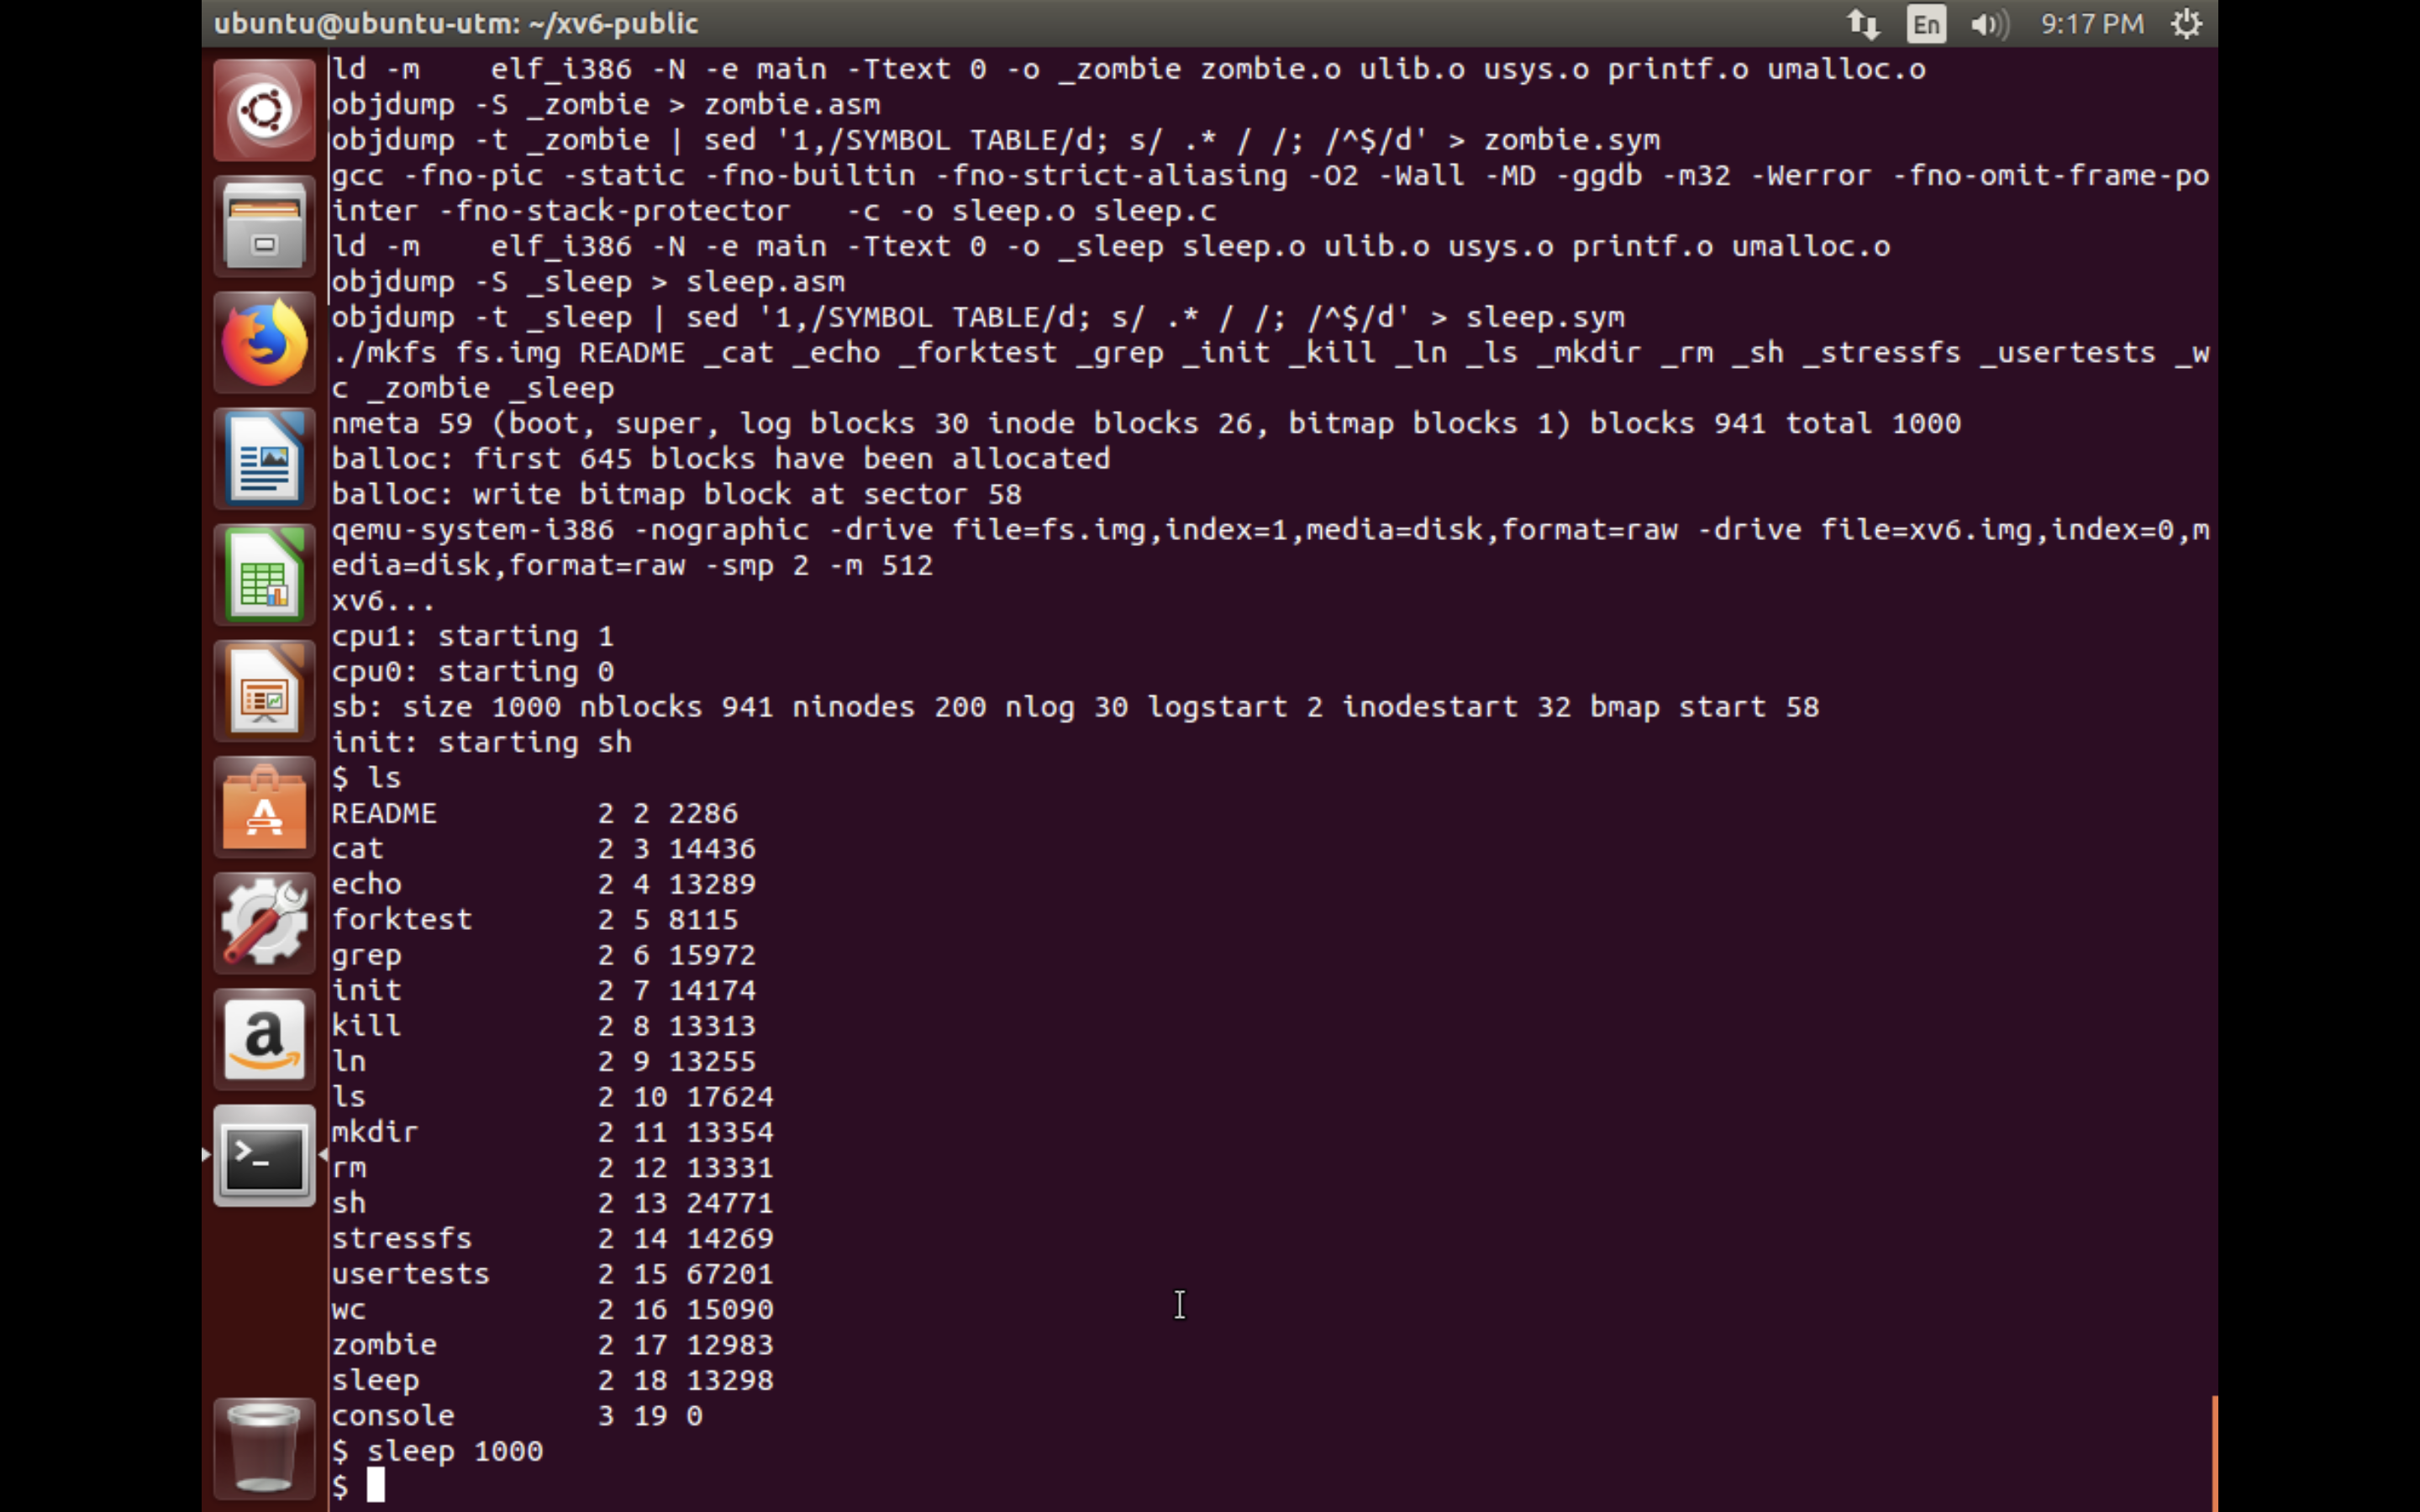 ubuntu@ubuntu-utm: ~/xv6-public
En
9:17 PM
ld -m    elf_i386 -N -e main -Ttext 0 -o _zombie zombie.o ulib.o usys.o printf.o umalloc.o
objdump -S _zombie > zombie.asm
objdump -t _zombie | sed '1,/SYMBOL TABLE/d; s/ .* / /; /^$/d' > zombie.sym
gcc -fno-pic -static -fno-builtin -fno-strict-aliasing -O2 -Wall -MD -ggdb -m32 -Werror -fno-omit-frame-po
inter -fno-stack-protector   -c -o sleep.o sleep.c
ld -m    elf_i386 -N -e main -Ttext 0 -o _sleep sleep.o ulib.o usys.o printf.o umalloc.o
objdump -S _sleep > sleep.asm
objdump -t _sleep | sed '1,/SYMBOL TABLE/d; s/ .* / /; /^$/d' > sleep.sym
./mkfs fs.img README _cat _echo _forktest _grep _init _kill _ln _ls _mkdir _rm _sh _stressfs _usertests _w
c _zombie _sleep
nmeta 59 (boot, super, log blocks 30 inode blocks 26, bitmap blocks 1) blocks 941 total 1000
balloc: first 645 blocks have been allocated
balloc: write bitmap block at sector 58
qemu-system-i386 -nographic -drive file=fs.img,index=1,media=disk,format=raw -drive file=xv6.img,index=0,m
edia=disk,format=raw -smp 2 -m 512
xv6...
cpu1: starting 1
cpu0: starting 0
sb: size 1000 nblocks 941 ninodes 200 nlog 30 logstart 2 inodestart 32 bmap start 58
init: starting sh
$ ls
README         2 2 2286
cat            2 3 14436
echo           2 4 13289
forktest       2 5 8115
grep           2 6 15972
init           2 7 14174
kill           2 8 13313
ln             2 9 13255
ls             2 10 17624
mkdir          2 11 13354
rm             2 12 13331
sh             2 13 24771
stressfs       2 14 14269
usertests      2 15 67201
wc             2 16 15090
zombie         2 17 12983
sleep          2 18 13298
console        3 19 0
$ sleep 1000
$